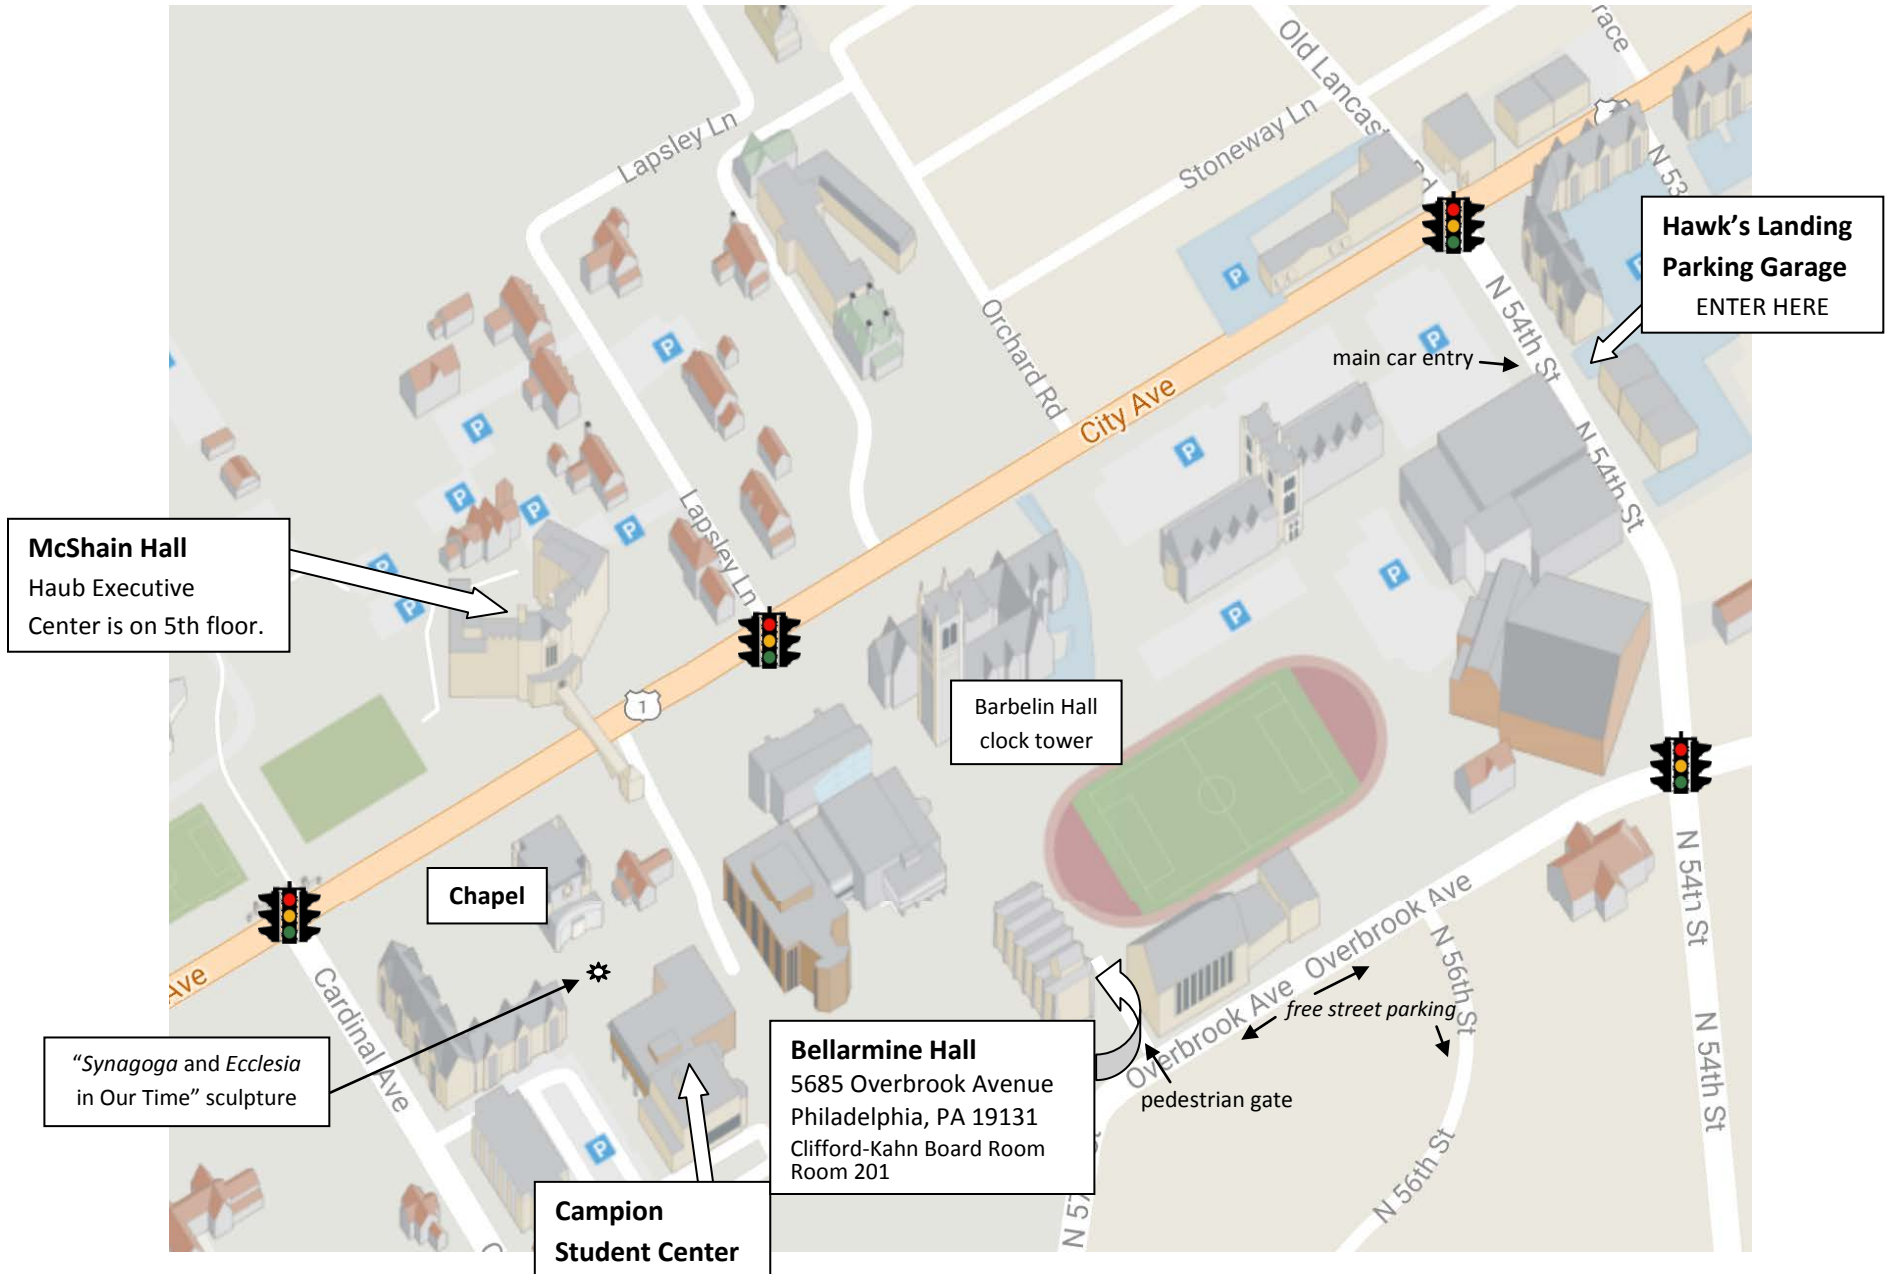 race
Old Lancas
Rd
Lapsley Ln
Stoneway Ln
N 53
Hawk's Landing
Parking Garage
ENTER HERE
P
P
P
N 54th St
main car entry
Orchard Rd
P
City Ave
P
P
N 54th St
P
P
P
Lapsley Ln
McShain Hall
Haub Executive
Center is on 5th floor.
P
P
P
P
1
Barbelin Hall
clock tower
N 54th St
Chapel
Overbrook Ave
N 56th St
Ave
Cardinal Ave
Overbrook Ave
free street parking
N 54th St
"Synagoga and Ecclesia
in Our Time" sculpture
Bellarmine Hall
5685 Overbrook Avenue
Philadelphia, PA 19131
Clifford-Kahn Board Room
Room 201
pedestrian gate
P
N 56th St
N 57
Campion
Student Center